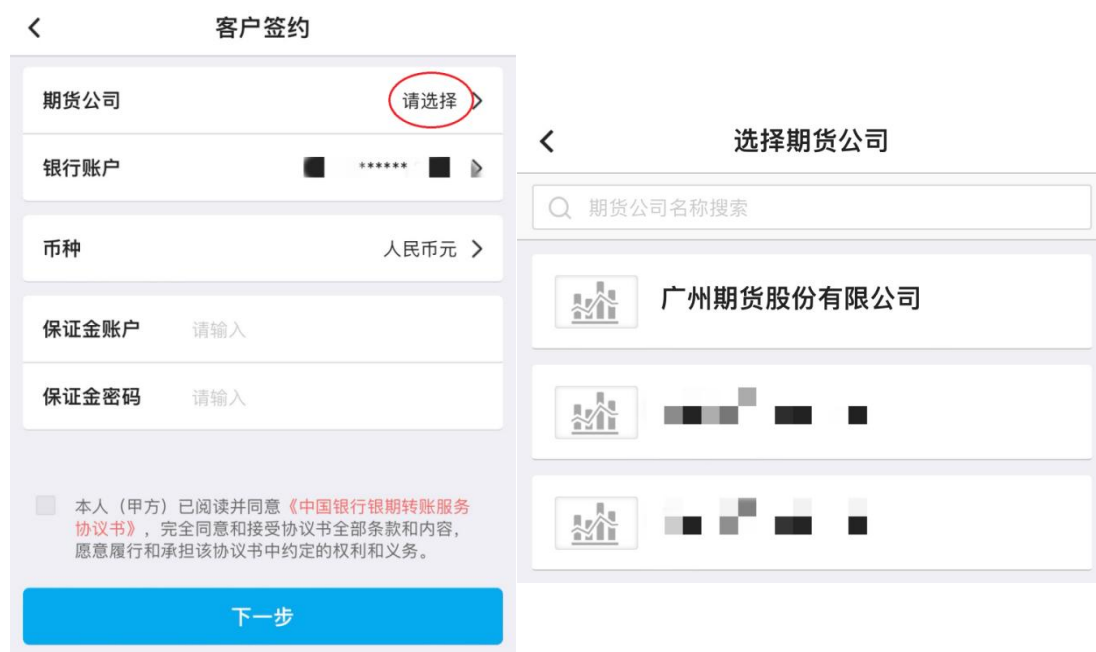 客户签约
期货公司 请选择
银行账户 ******
币种 人民币元
保证金账户 请输入
保证金密码 请输入
本人（甲方）已阅读并同意《中国银行银期转账服务
协议书》，完全同意和接受协议书全部条款和内容，
愿意履行和承担该协议书中约定的权利和义务。
下一步
选择期货公司
期货公司名称搜索
广州期货股份有限公司